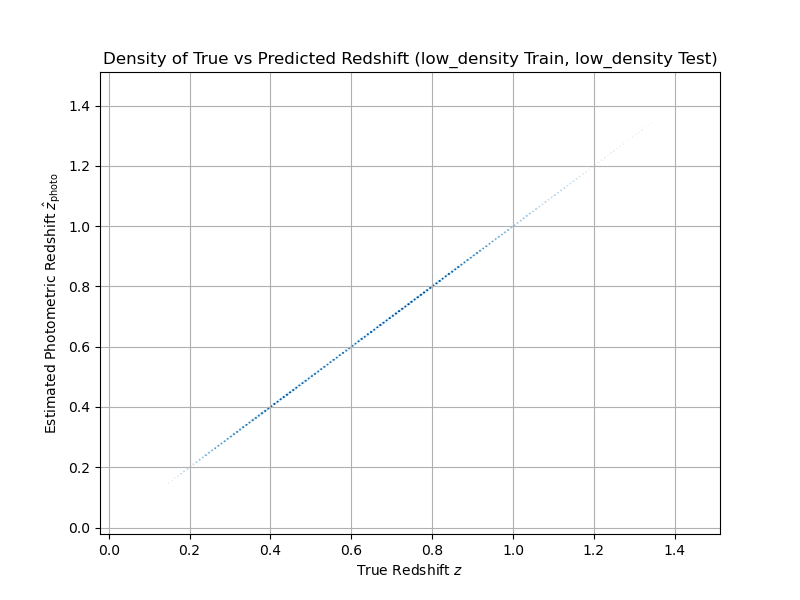 Density of True vs Predicted Redshift (low_density Train, low_density Test)
Estimated Photometric Redshift ẑ_photo
1.4
1.2
1.0
0.8
0.6
0.4
0.2
0.0
0.0 0.2 0.4 0.6 0.8 1.0 1.2 1.4
True Redshift z